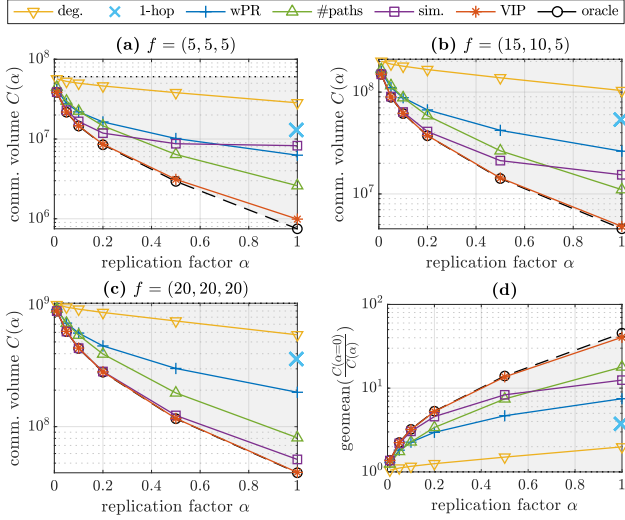 deg. 1-hop wPR #paths sim. VIP oracle
(a) f = (5, 5, 5)
comm. volume C(α)
10^8
10^7
10^6
0 0.2 0.4 0.6 0.8 1
replication factor α
(b) f = (15, 10, 5)
comm. volume C(α)
10^8
10^7
0 0.2 0.4 0.6 0.8 1
replication factor α
(c) f = (20, 20, 20)
comm. volume C(α)
10^9
10^8
0 0.2 0.4 0.6 0.8 1
replication factor α
(d)
geomean(C(α=0)/C(α))
10^2
10^1
10^0
0 0.2 0.4 0.6 0.8 1
replication factor α